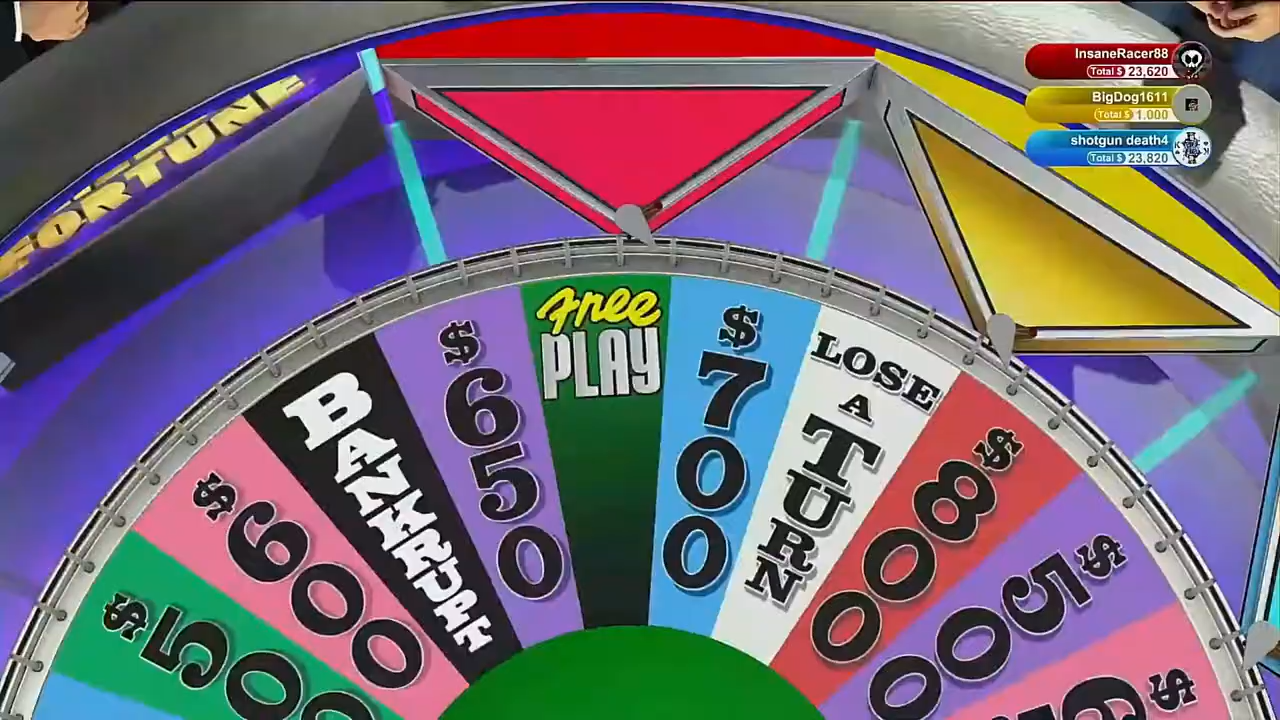 FORTUNE
InsaneRacer88
Total $ 23,620
BigDog1611
Total $ 1,000
shotgun death4
Total $ 23,820
$500
$600
BANKRUPT
$650
Free
PLAY
$700
LOSE
A
TURN
$800
$500